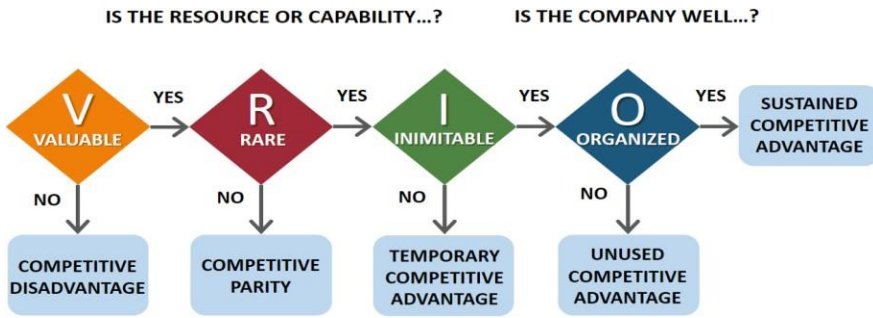 IS THE RESOURCE OR CAPABILITY...?
IS THE COMPANY WELL...?
V
VALUABLE
YES
R
RARE
YES
I
INIMITABLE
YES
O
ORGANIZED
YES
SUSTAINED
COMPETITIVE
ADVANTAGE
NO
NO
NO
NO
COMPETITIVE
DISADVANTAGE
COMPETITIVE
PARITY
TEMPORARY
COMPETITIVE
ADVANTAGE
UNUSED
COMPETITIVE
ADVANTAGE